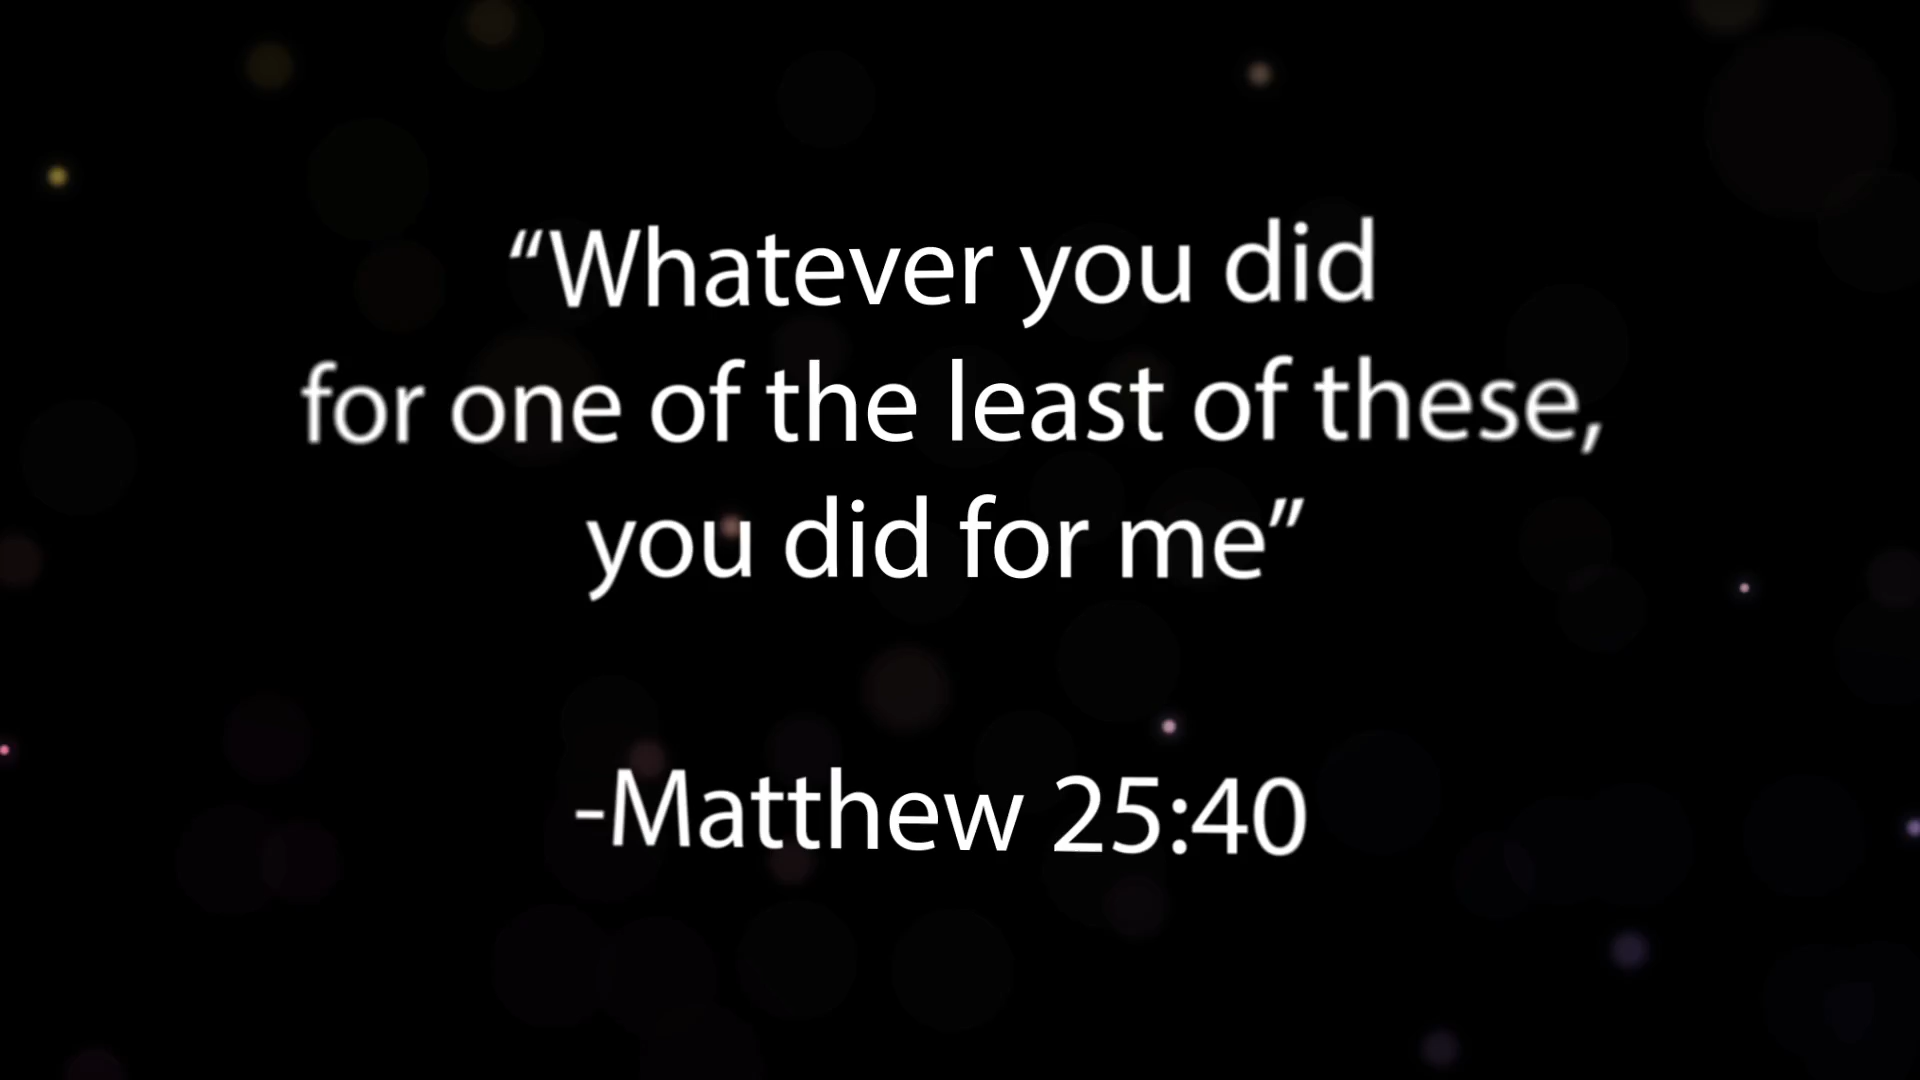 “Whatever you did
for one of the least of these,
you did for me”
-Matthew 25:40